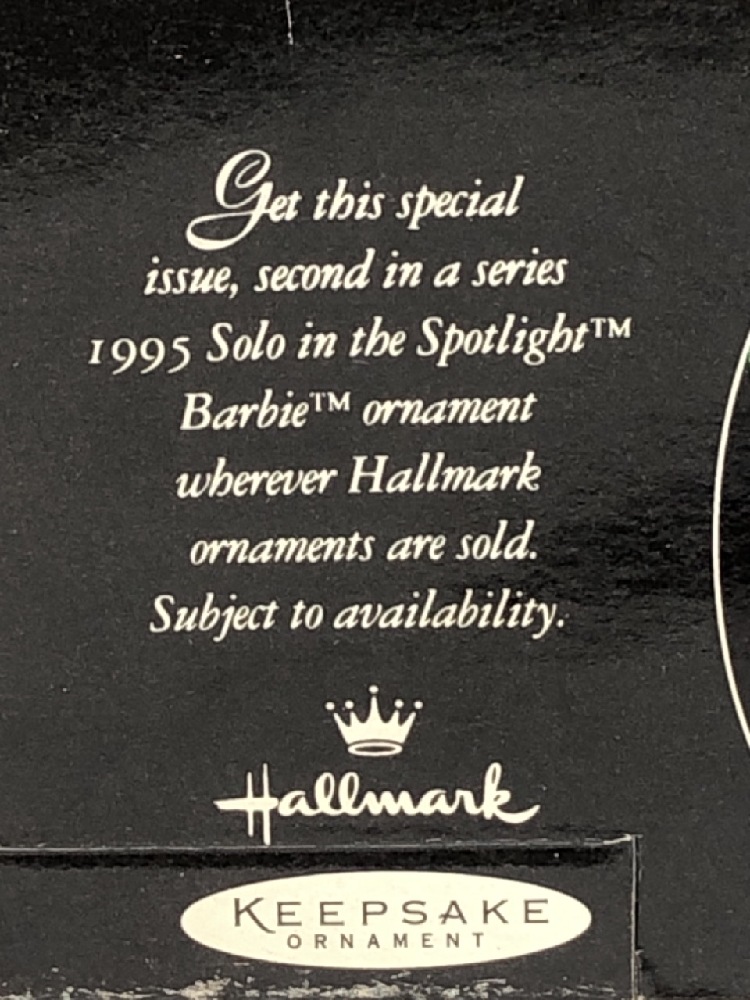 Get this special
issue, second in a series
1995 Solo in the Spotlight™
Barbie™ ornament
wherever Hallmark
ornaments are sold.
Subject to availability.
Hallmark
KEEPSAKE
ORNAMENT